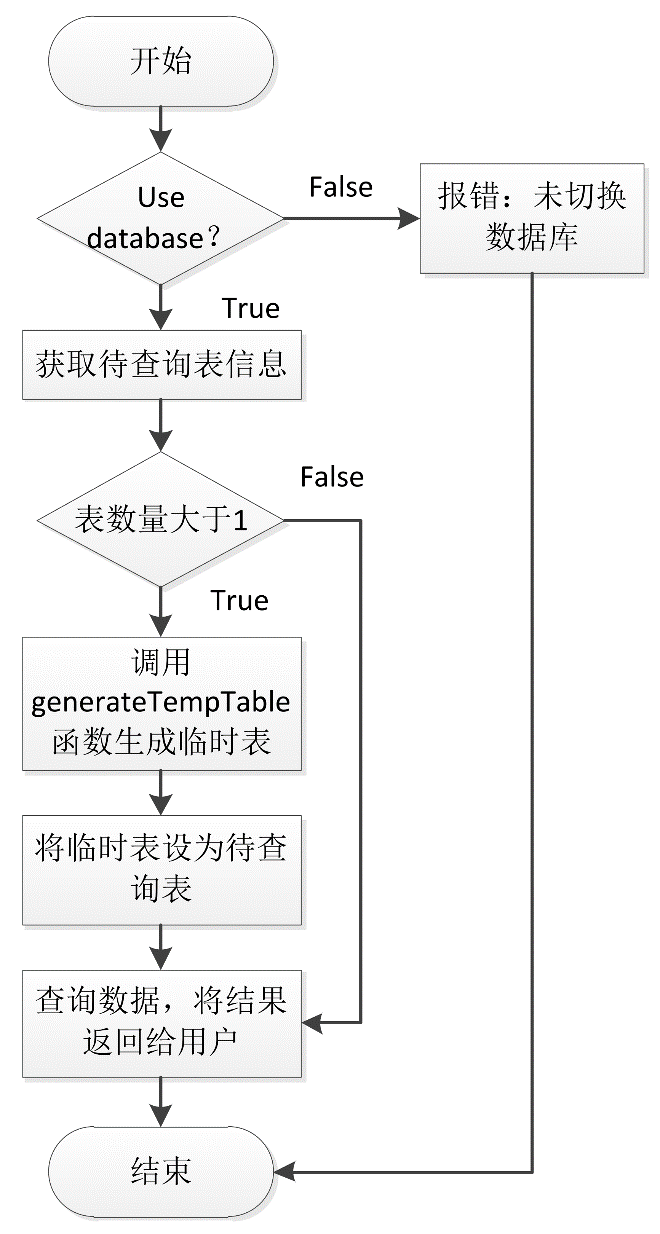 开始
Use
database？
False
报错：未切换
数据库
True
获取待查询表信息
False
表数量大于1
True
调用
generateTempTable
函数生成临时表
将临时表设为待查
询表
查询数据，将结果
返回给用户
结束